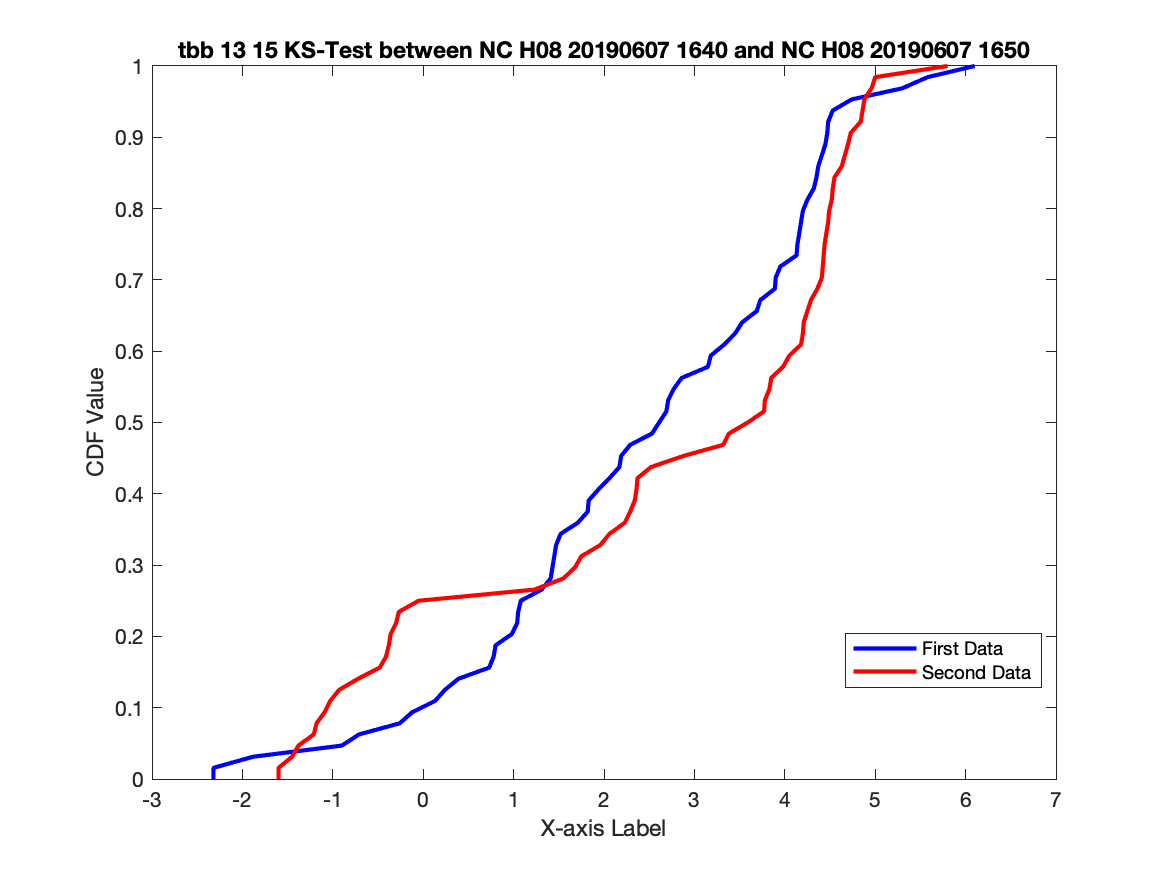 tbb 13 15 KS-Test between NC H08 20190607 1640 and NC H08 20190607 1650
1
0.9
0.8
0.7
0.6
0.5
0.4
0.3
0.2
0.1
0
CDF Value
First Data
Second Data
-3 -2 -1 0 1 2 3 4 5 6 7
X-axis Label